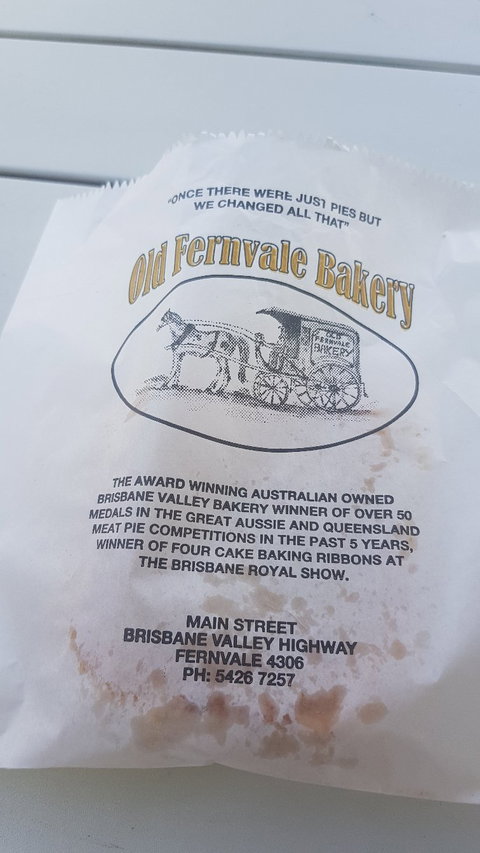 "ONCE THERE WERE JUST PIES BUT
WE CHANGED ALL THAT"
Old Fernvale Bakery
OLD
FERNVALE
BAKERY
THE AWARD WINNING AUSTRALIAN OWNED
BRISBANE VALLEY BAKERY WINNER OF OVER 50
MEDALS IN THE GREAT AUSSIE AND QUEENSLAND
MEAT PIE COMPETITIONS IN THE PAST 5 YEARS,
WINNER OF FOUR CAKE BAKING RIBBONS AT
THE BRISBANE ROYAL SHOW.
MAIN STREET
BRISBANE VALLEY HIGHWAY
FERNVALE 4306
PH: 5426 7257